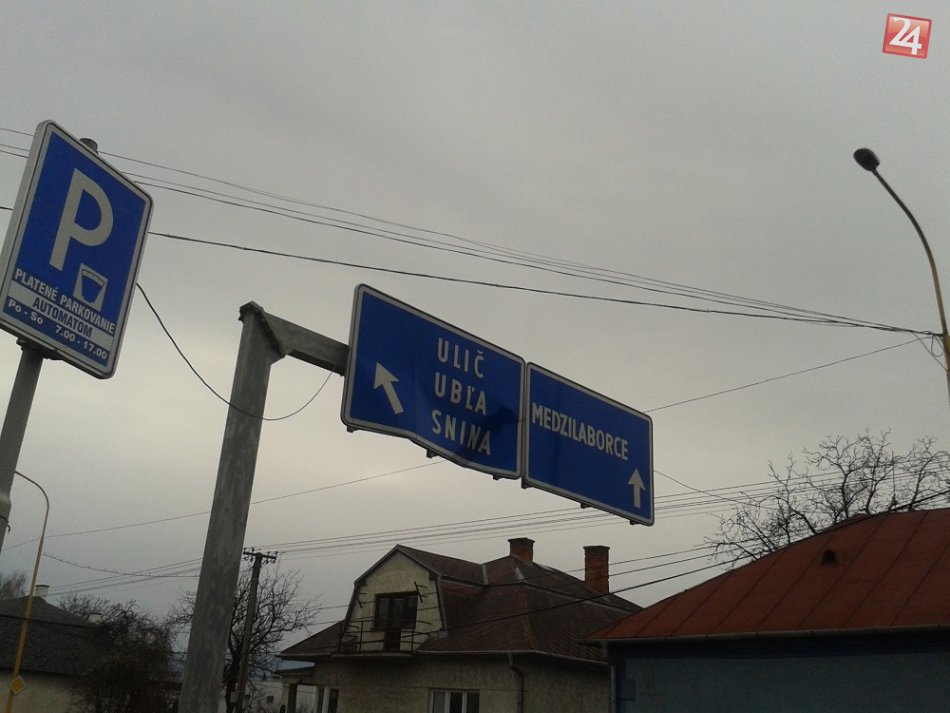 24
P
PLATENÉ PARKOVANIE
AUTOMATOM
Po - So 7.00 - 17.00
ULIČ
UBĽA
SNINA
MEDZILABORCE